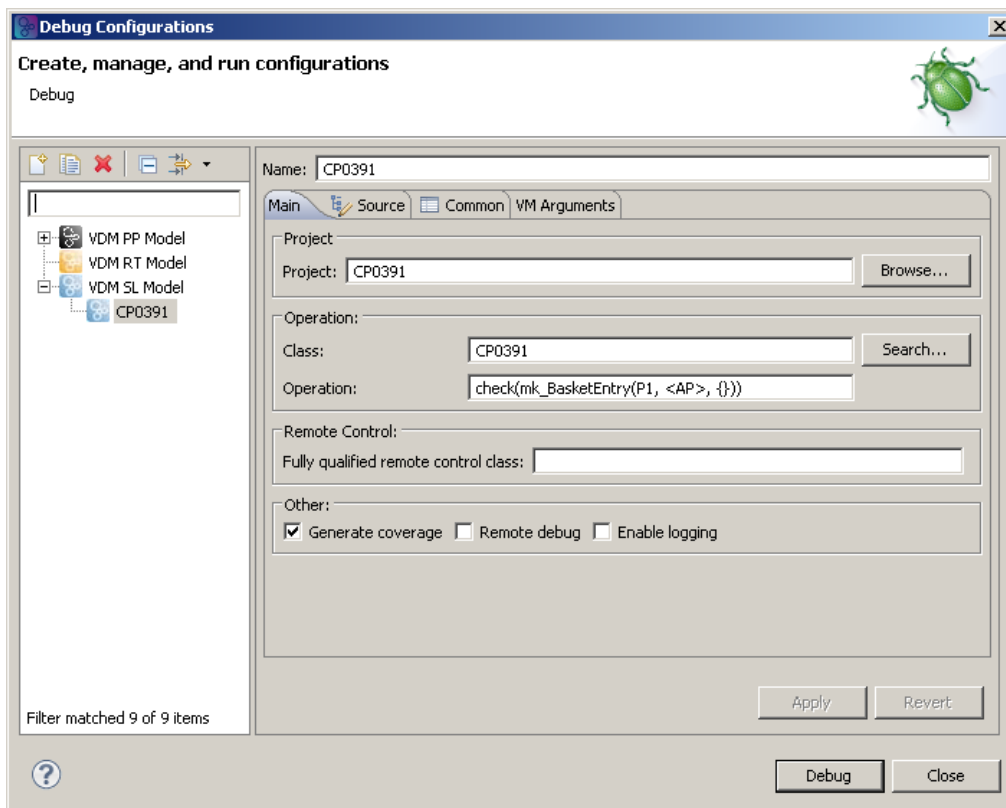 Debug Configurations
Create, manage, and run configurations
Debug
Name: CP0391
Main Source Common VM Arguments
VDM PP Model
VDM RT Model
VDM SL Model
CP0391
Project
Project: CP0391 Browse...
Operation:
Class: CP0391 Search...
Operation: check(mk_BasketEntry(P1, <AP>, {}))
Remote Control:
Fully qualified remote control class:
Other:
Generate coverage Remote debug Enable logging
Filter matched 9 of 9 items
Apply Revert
Debug Close